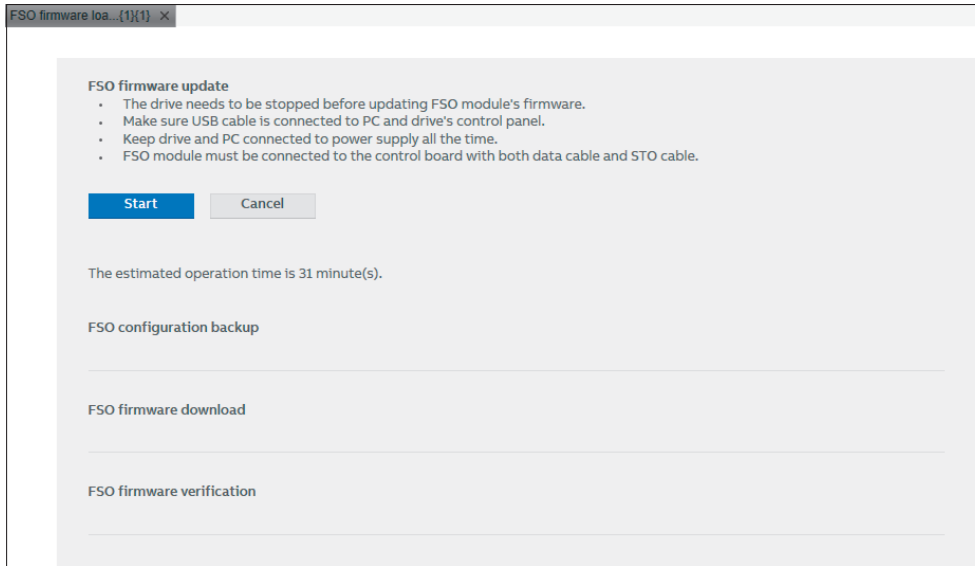 FSO firmware loa...{1}{1} ×
FSO firmware update
• The drive needs to be stopped before updating FSO module's firmware.
• Make sure USB cable is connected to PC and drive's control panel.
• Keep drive and PC connected to power supply all the time.
• FSO module must be connected to the control board with both data cable and STO cable.
Start Cancel
The estimated operation time is 31 minute(s).
FSO configuration backup
FSO firmware download
FSO firmware verification